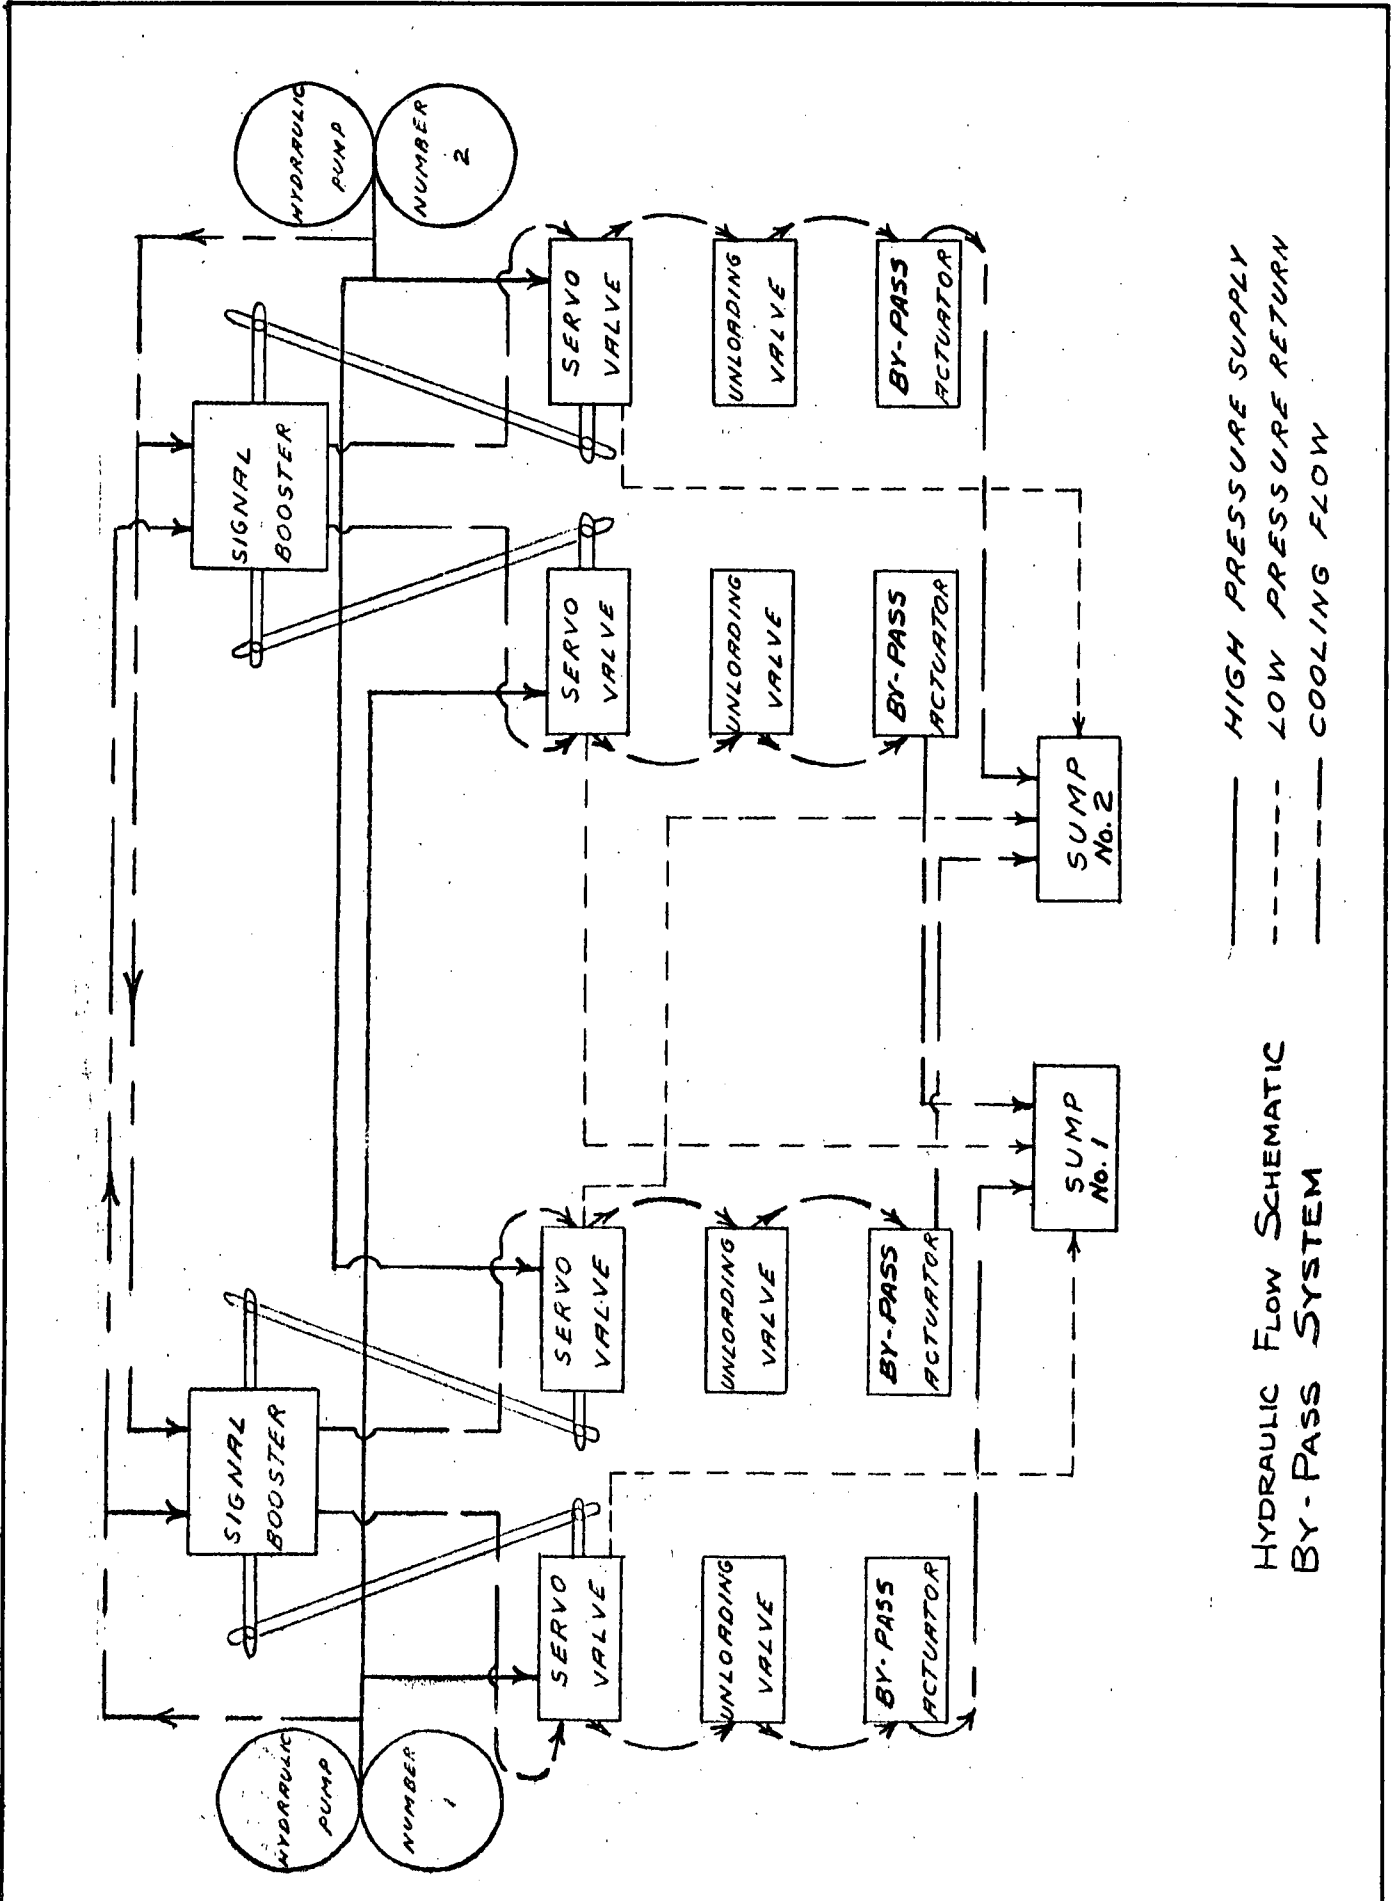 HYDRAULIC
PUMP
NUMBER
1
HYDRAULIC
PUMP
NUMBER
2
SIGNAL
BOOSTER
SIGNAL
BOOSTER
SERVO
VALVE
SERVO
VALVE
SERVO
VALVE
SERVO
VALVE
UNLOADING
VALVE
UNLOADING
VALVE
UNLOADING
VALVE
UNLOADING
VALVE
BY-PASS
ACTUATOR
BY-PASS
ACTUATOR
BY-PASS
ACTUATOR
BY-PASS
ACTUATOR
SUMP
No. 1
SUMP
No. 2
HYDRAULIC FLOW SCHEMATIC
BY-PASS SYSTEM
HIGH PRESSURE SUPPLY
LOW PRESSURE RETURN
COOLING FLOW